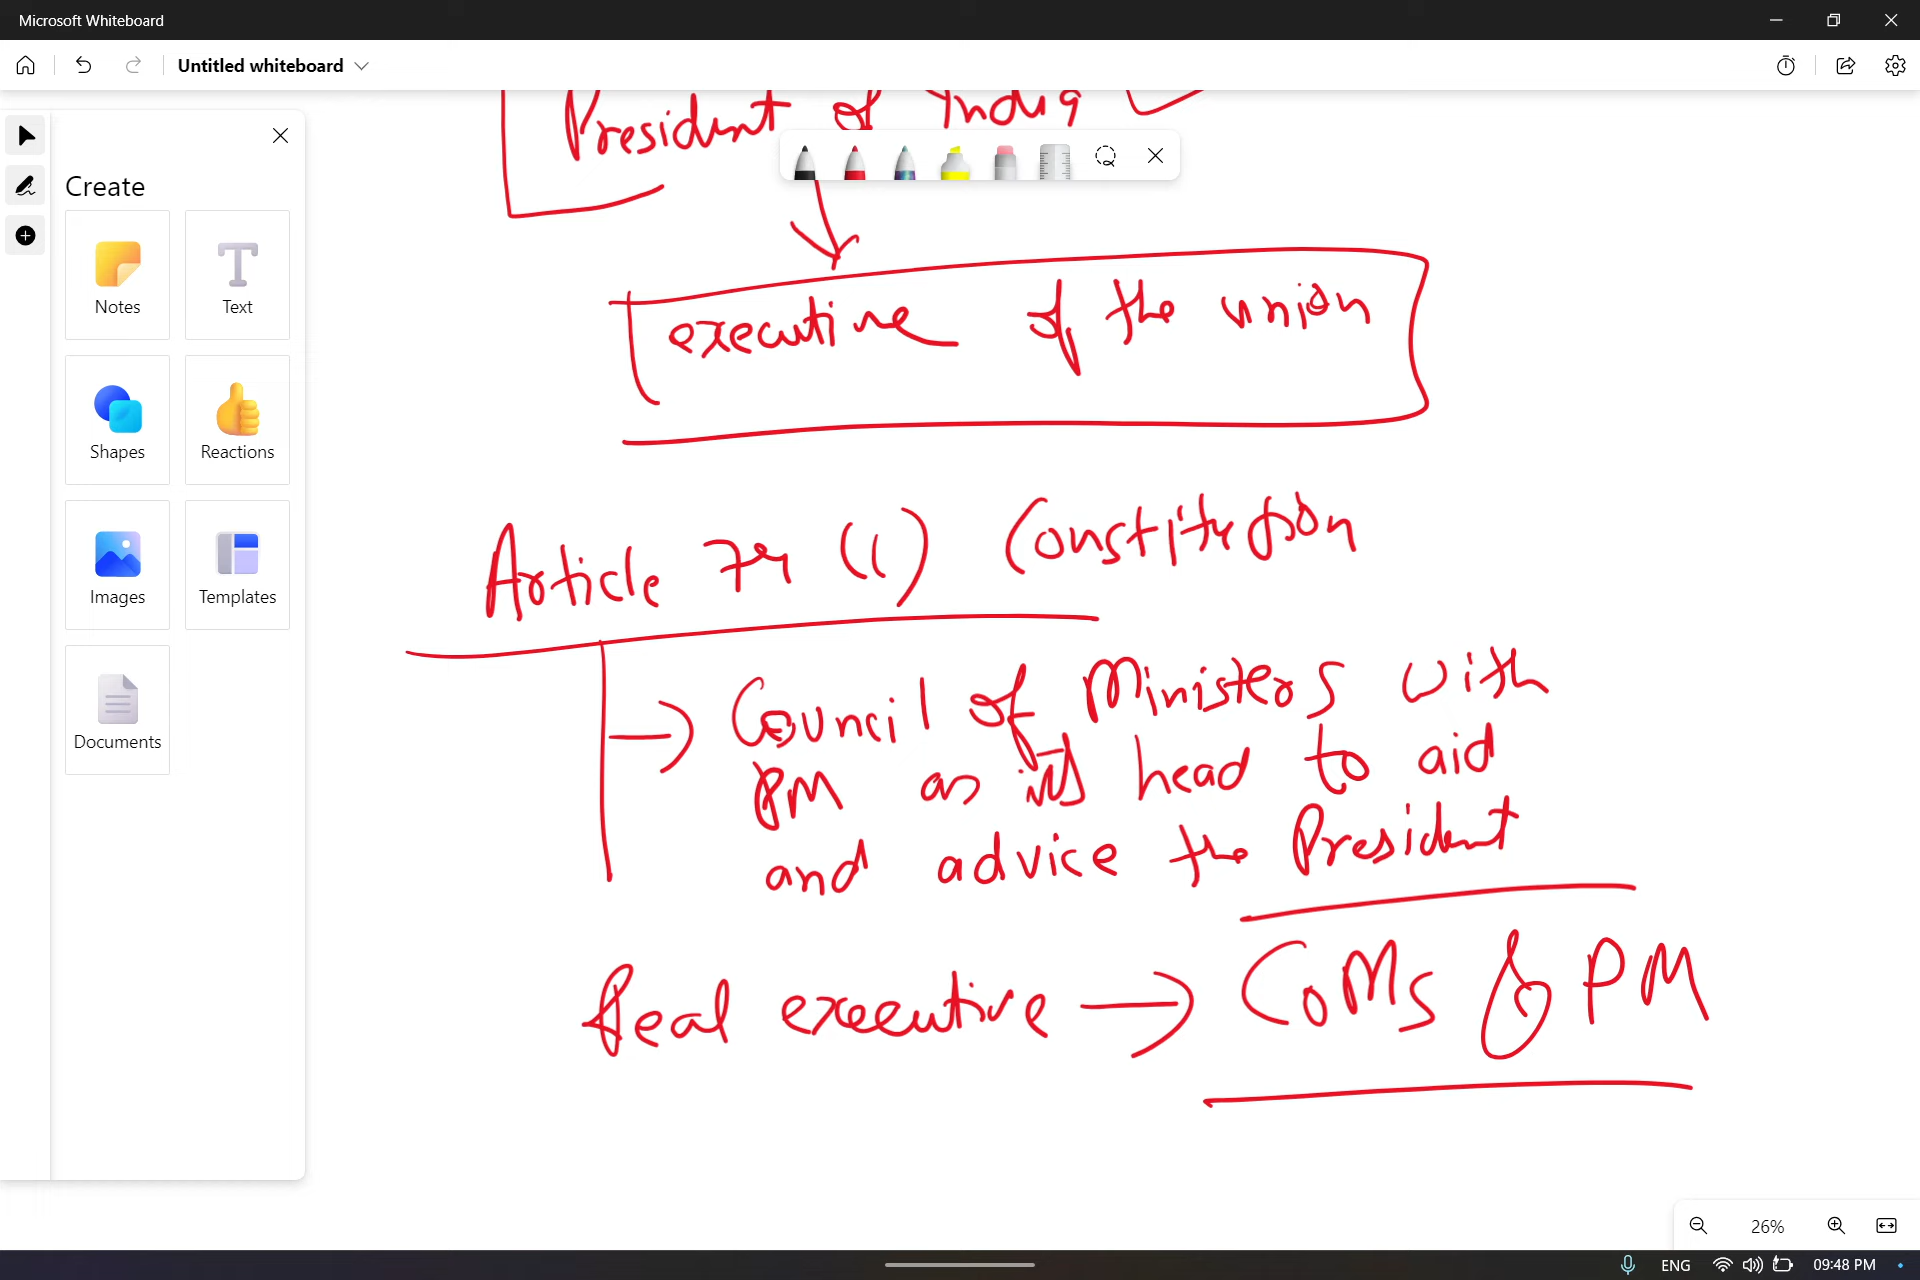 Microsoft Whiteboard
Untitled whiteboard
President of India
Create
Notes
Text
Shapes
Reactions
Images
Templates
Documents
executive of the union
Article 74 (1) Constitution
Council of Ministers with
PM as its head to aid
and advice the President
Real executive → CoMs & PM
26%
ENG
09:48 PM